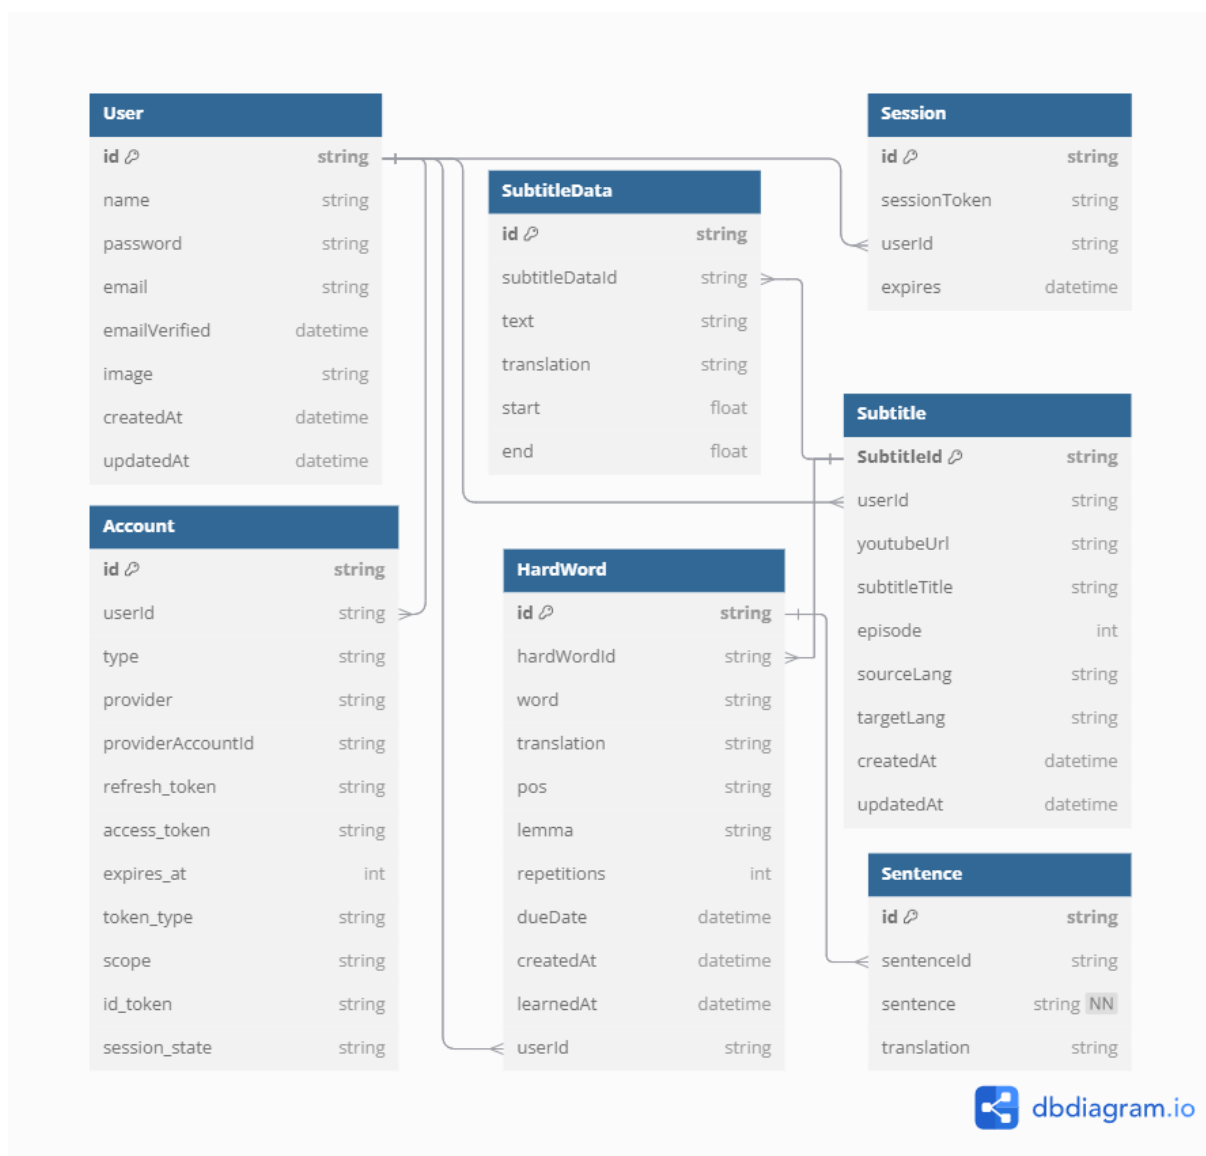 User
id string
name string
password string
email string
emailVerified datetime
image string
createdAt datetime
updatedAt datetime
Account
id string
userId string
type string
provider string
providerAccountId string
refresh_token string
access_token string
expires_at int
token_type string
scope string
id_token string
session_state string
SubtitleData
id string
subtitleDataId string
text string
translation string
start float
end float
HardWord
id string
hardWordId string
word string
translation string
pos string
lemma string
repetitions int
dueDate datetime
createdAt datetime
learnedAt datetime
userId string
Session
id string
sessionToken string
userId string
expires datetime
Subtitle
SubtitleId string
userId string
youtubeUrl string
subtitleTitle string
episode int
sourceLang string
targetLang string
createdAt datetime
updatedAt datetime
Sentence
id string
sentenceId string
sentence string NN
translation string
dbdiagram.io